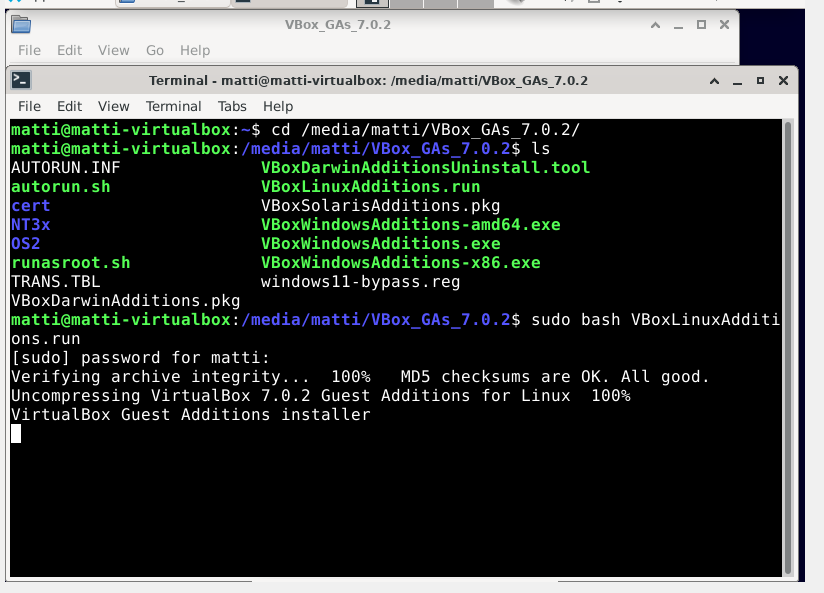 VBox_GAs_7.0.2
File Edit View Go Help
Terminal - matti@matti-virtualbox: /media/matti/VBox_GAs_7.0.2
File Edit View Terminal Tabs Help
matti@matti-virtualbox:~$ cd /media/matti/VBox_GAs_7.0.2/
matti@matti-virtualbox:/media/matti/VBox_GAs_7.0.2$ ls
AUTORUN.INF VBoxDarwinAdditionsUninstall.tool
autorun.sh VBoxLinuxAdditions.run
cert VBoxSolarisAdditions.pkg
NT3x VBoxWindowsAdditions-amd64.exe
OS2 VBoxWindowsAdditions.exe
runasroot.sh VBoxWindowsAdditions-x86.exe
TRANS.TBL windows11-bypass.reg
VBoxDarwinAdditions.pkg
matti@matti-virtualbox:/media/matti/VBox_GAs_7.0.2$ sudo bash VBoxLinuxAdditi
ons.run
[sudo] password for matti:
Verifying archive integrity... 100% MD5 checksums are OK. All good.
Uncompressing VirtualBox 7.0.2 Guest Additions for Linux 100%
VirtualBox Guest Additions installer